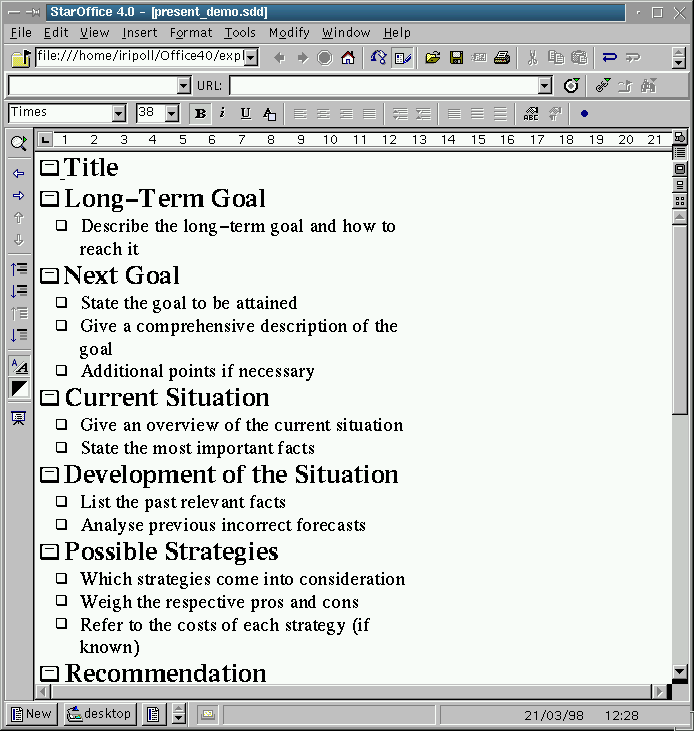 StarOffice 4.0 - [present_demo.sdd]
File Edit View Insert Format Tools Modify Window Help
file:///home/iripoll/Office40/expl
URL:
Times 38 B i U A ABC
1 2 3 4 5 6 7 8 9 10 11 12 13 14 15 16 17 18 19 20 21
Title
Long-Term Goal
Describe the long-term goal and how to
reach it
Next Goal
State the goal to be attained
Give a comprehensive description of the
goal
Additional points if necessary
Current Situation
Give an overview of the current situation
State the most important facts
Development of the Situation
List the past relevant facts
Analyse previous incorrect forecasts
Possible Strategies
Which strategies come into consideration
Weigh the respective pros and cons
Refer to the costs of each strategy (if
known)
Recommendation
New desktop 21/03/98 12:28